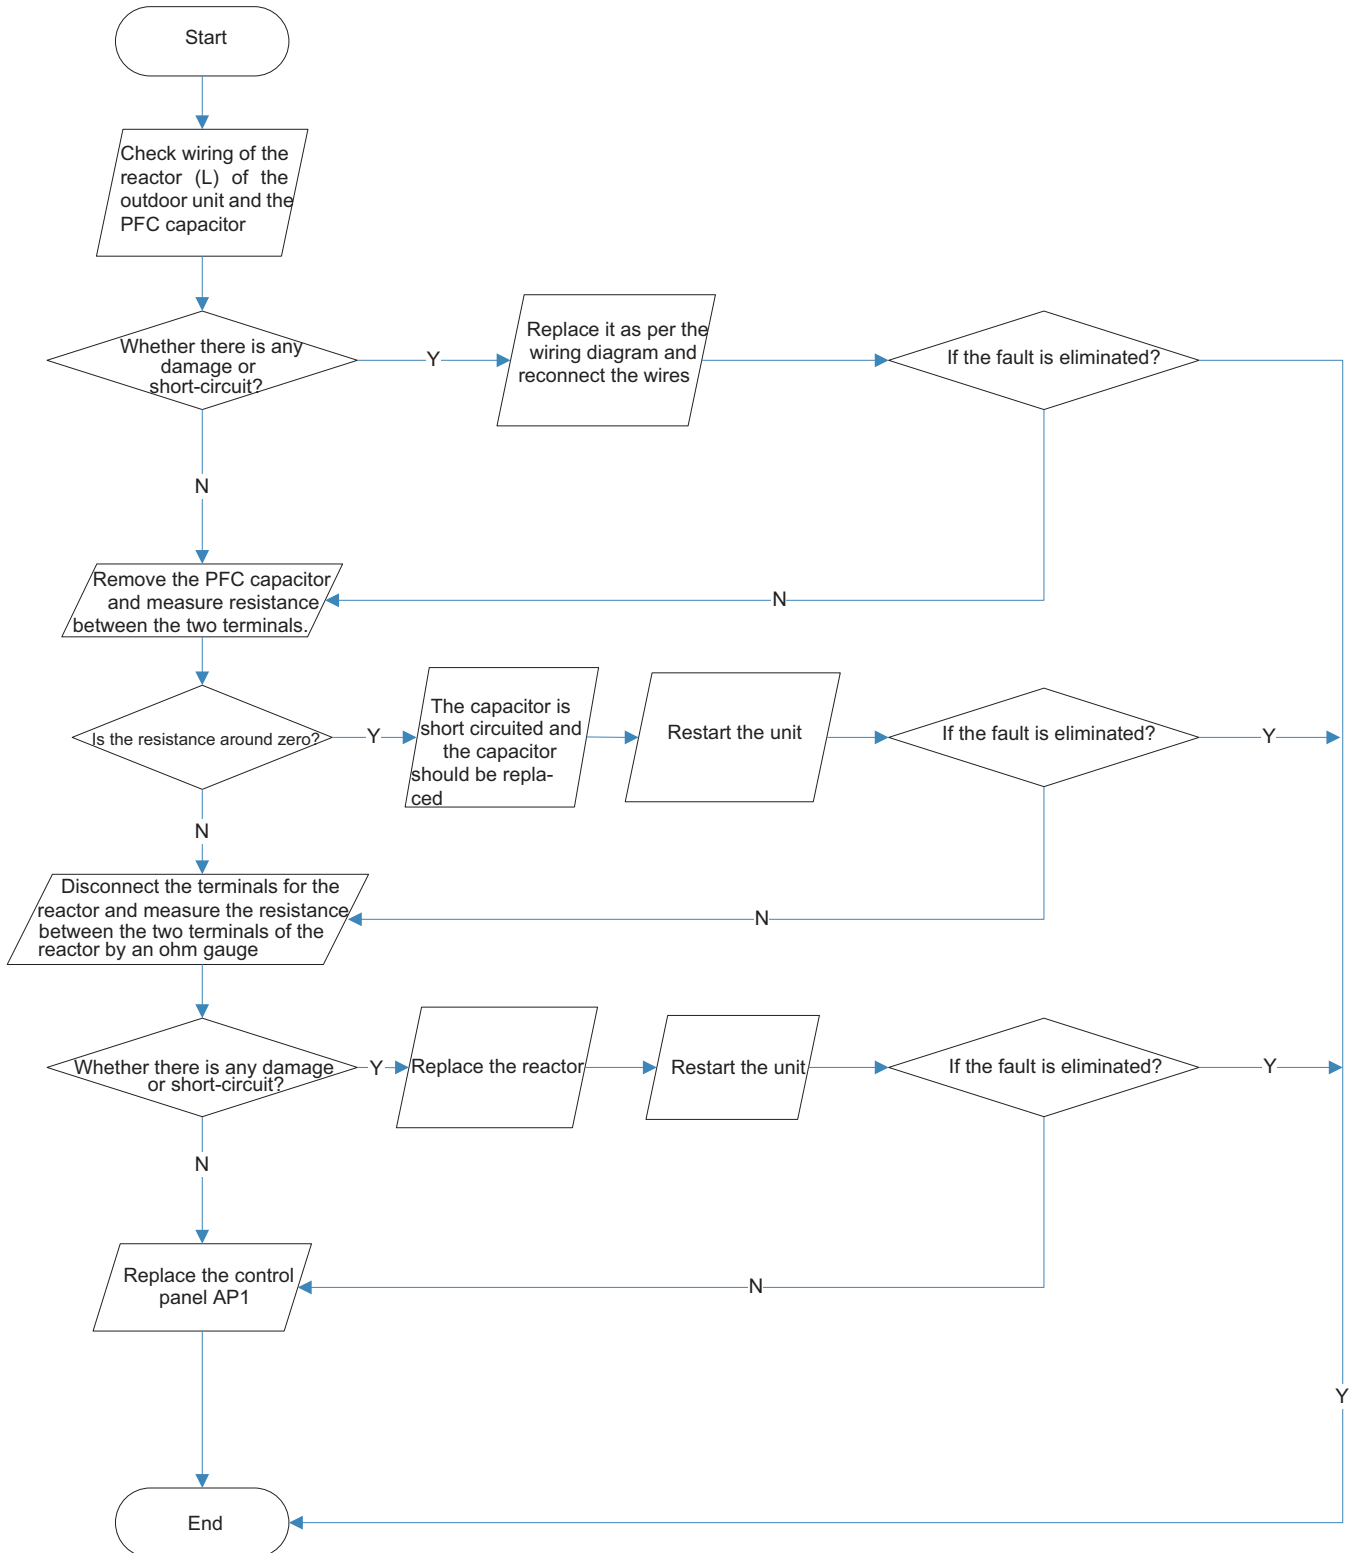 Start
Check wiring of the
reactor (L) of the
outdoor unit and the
PFC capacitor
Whether there is any
damage or
short-circuit?
Y
Replace it as per the
wiring diagram and
reconnect the wires
If the fault is eliminated?
N
Remove the PFC capacitor
and measure resistance
between the two terminals.
N
Is the resistance around zero?
Y
The capacitor is
short circuited and
the capacitor
should be repla-
ced
Restart the unit
If the fault is eliminated?
Y
N
Disconnect the terminals for the
reactor and measure the resistance
between the two terminals of the
reactor by an ohm gauge
N
Whether there is any damage
or short-circuit?
Y
Replace the reactor
Restart the unit
If the fault is eliminated?
Y
N
Replace the control
panel AP1
N
Y
End